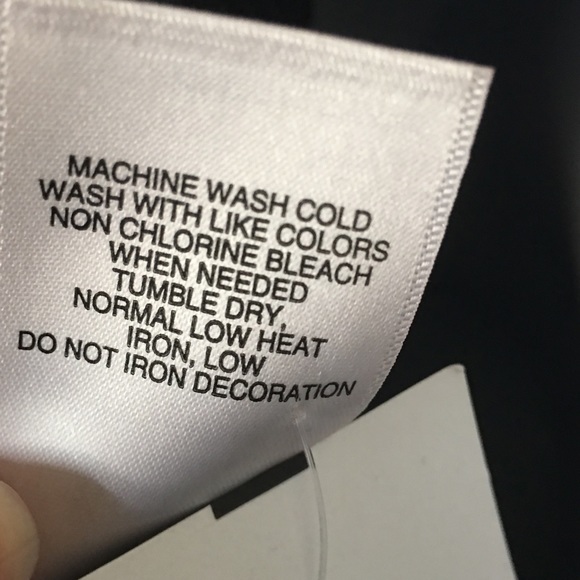 MACHINE WASH COLD
WASH WITH LIKE COLORS
NON CHLORINE BLEACH
WHEN NEEDED
TUMBLE DRY,
NORMAL LOW HEAT
IRON, LOW
DO NOT IRON DECORATION